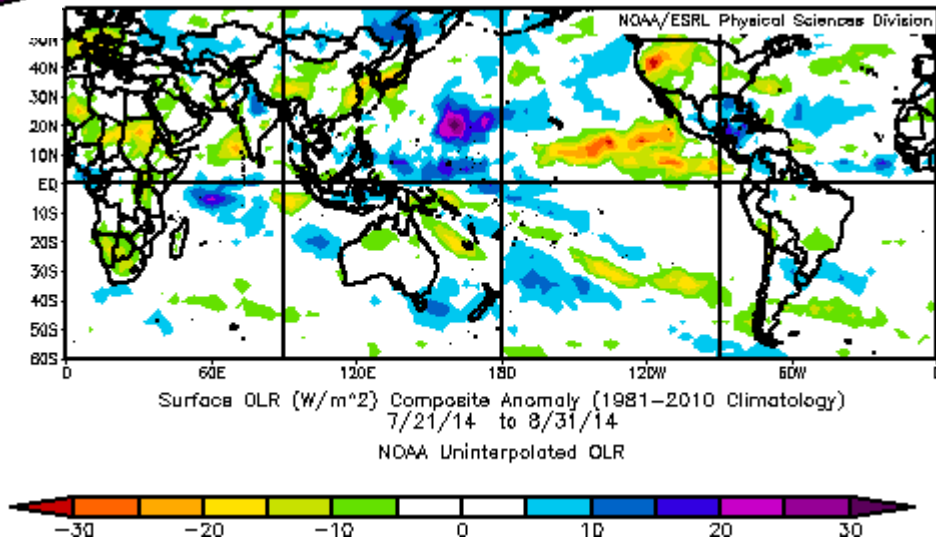 NOAA/ESRL Physical Sciences Division
50N
40N
30N
20N
10N
EQ
10S
20S
30S
40S
50S
60S
0 60E 120E 180 120W 60W 0
Surface OLR (W/m^2) Composite Anomaly (1981-2010 Climatology)
7/21/14 to 8/31/14
NOAA Uninterpolated OLR
-30 -20 -10 0 10 20 30